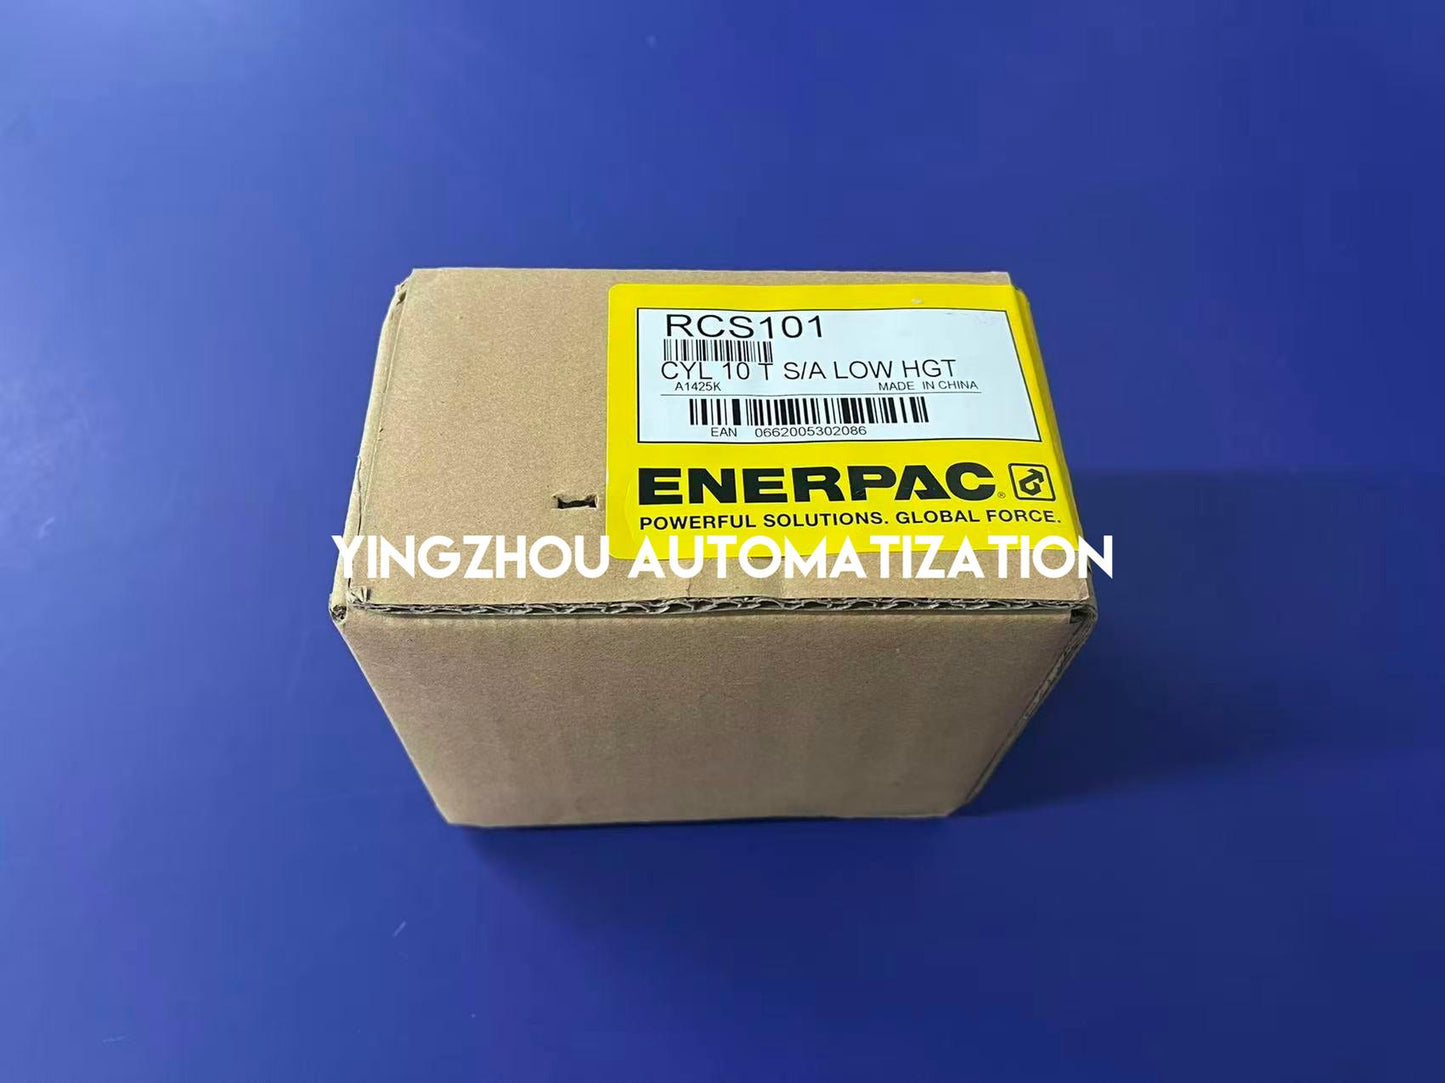 RCS101
CYL 10 T S/A LOW HGT
A1425K MADE IN CHINA
EAN 0662005302086
ENERPAC®
POWERFUL SOLUTIONS. GLOBAL FORCE.
YINGZHOU AUTOMATIZATION